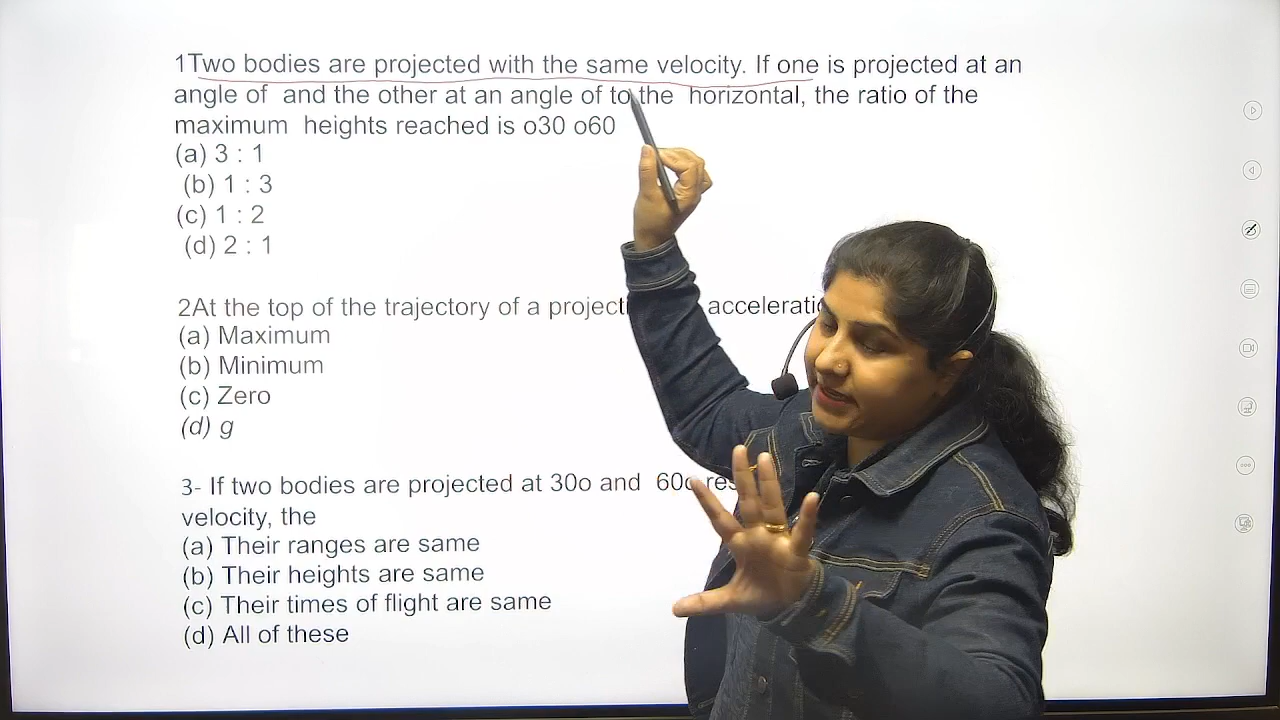 1Two bodies are projected with the same velocity. If one is projected at an
angle of and the other at an angle of to the horizontal, the ratio of the
maximum heights reached is o30 o60
(a) 3 : 1
(b) 1 : 3
(c) 1 : 2
(d) 2 : 1
2At the top of the trajectory of a
(a) Maximum
(b) Minimum
(c) Zero
(d) g
3- If two bodies are projected at 30o and
velocity, the
(a) Their ranges are same
(b) Their heights are same
(c) Their times of flight are same
(d) All of these